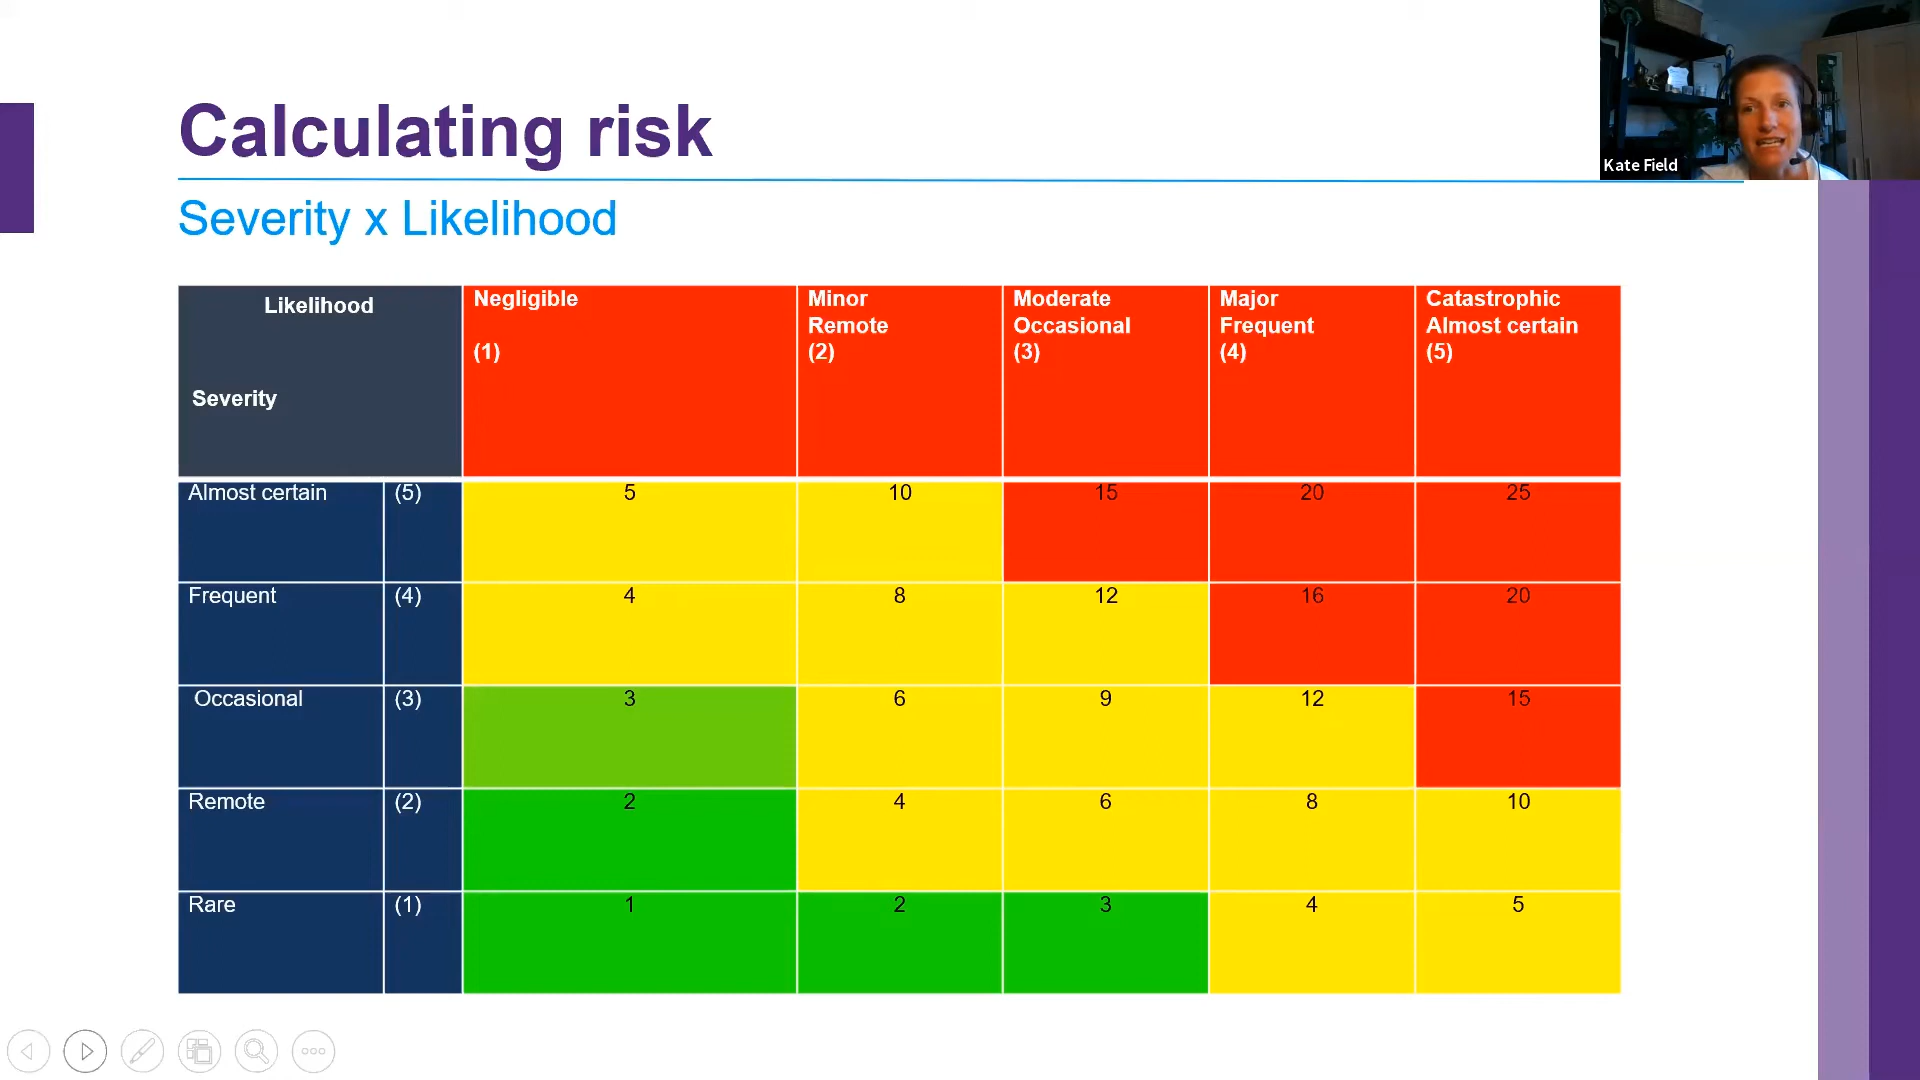 Calculating risk
Kate Field
Severity x Likelihood
Likelihood
Severity
Negligible
(1)
Minor
Remote
(2)
Moderate
Occasional
(3)
Major
Frequent
(4)
Catastrophic
Almost certain
(5)
Almost certain (5) 5 10 15 20 25
Frequent (4) 4 8 12 16 20
Occasional (3) 3 6 9 12 15
Remote (2) 2 4 6 8 10
Rare (1) 1 2 3 4 5